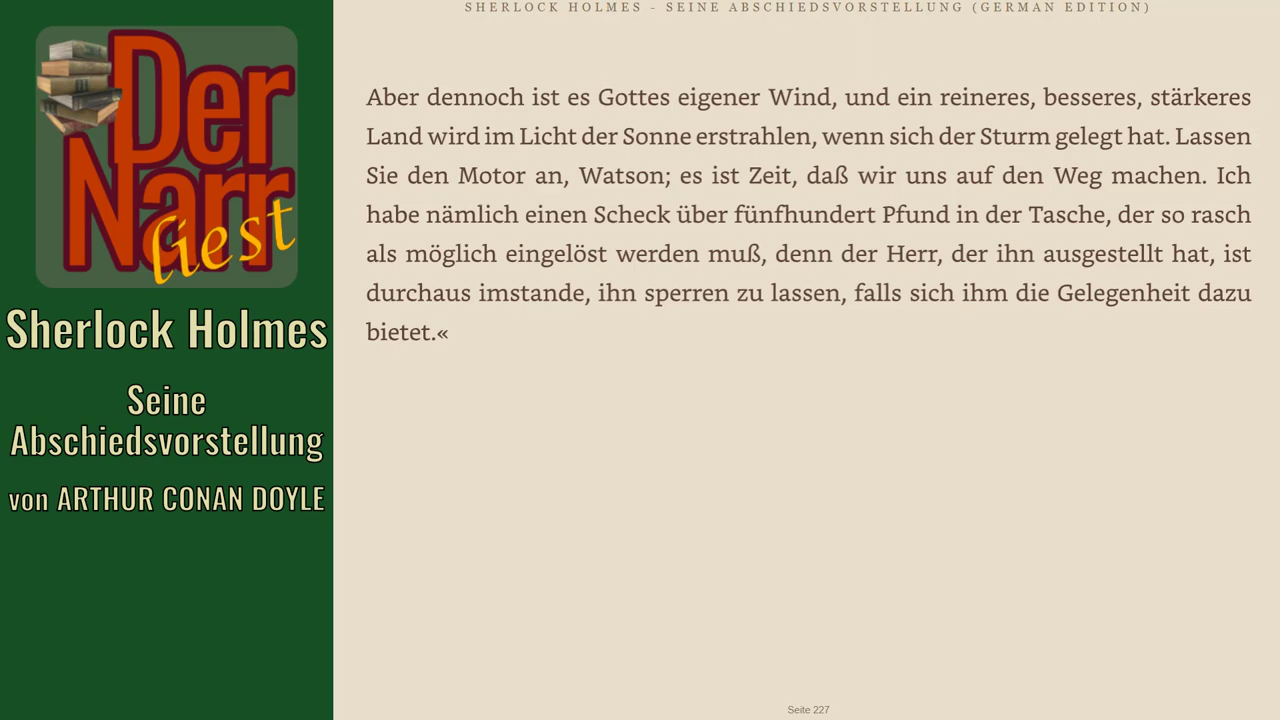 Der
Narr
liest
Sherlock Holmes
Seine
Abschiedsvorstellung
von ARTHUR CONAN DOYLE
SHERLOCK HOLMES - SEINE ABSCHIEDSVORSTELLUNG (GERMAN EDITION)
Aber dennoch ist es Gottes eigener Wind, und ein reineres, besseres, stärkeres
Land wird im Licht der Sonne erstrahlen, wenn sich der Sturm gelegt hat. Lassen
Sie den Motor an, Watson; es ist Zeit, daß wir uns auf den Weg machen. Ich
habe nämlich einen Scheck über fünfhundert Pfund in der Tasche, der so rasch
als möglich eingelöst werden muß, denn der Herr, der ihn ausgestellt hat, ist
durchaus imstande, ihn sperren zu lassen, falls sich ihm die Gelegenheit dazu
bietet.«
Seite 227